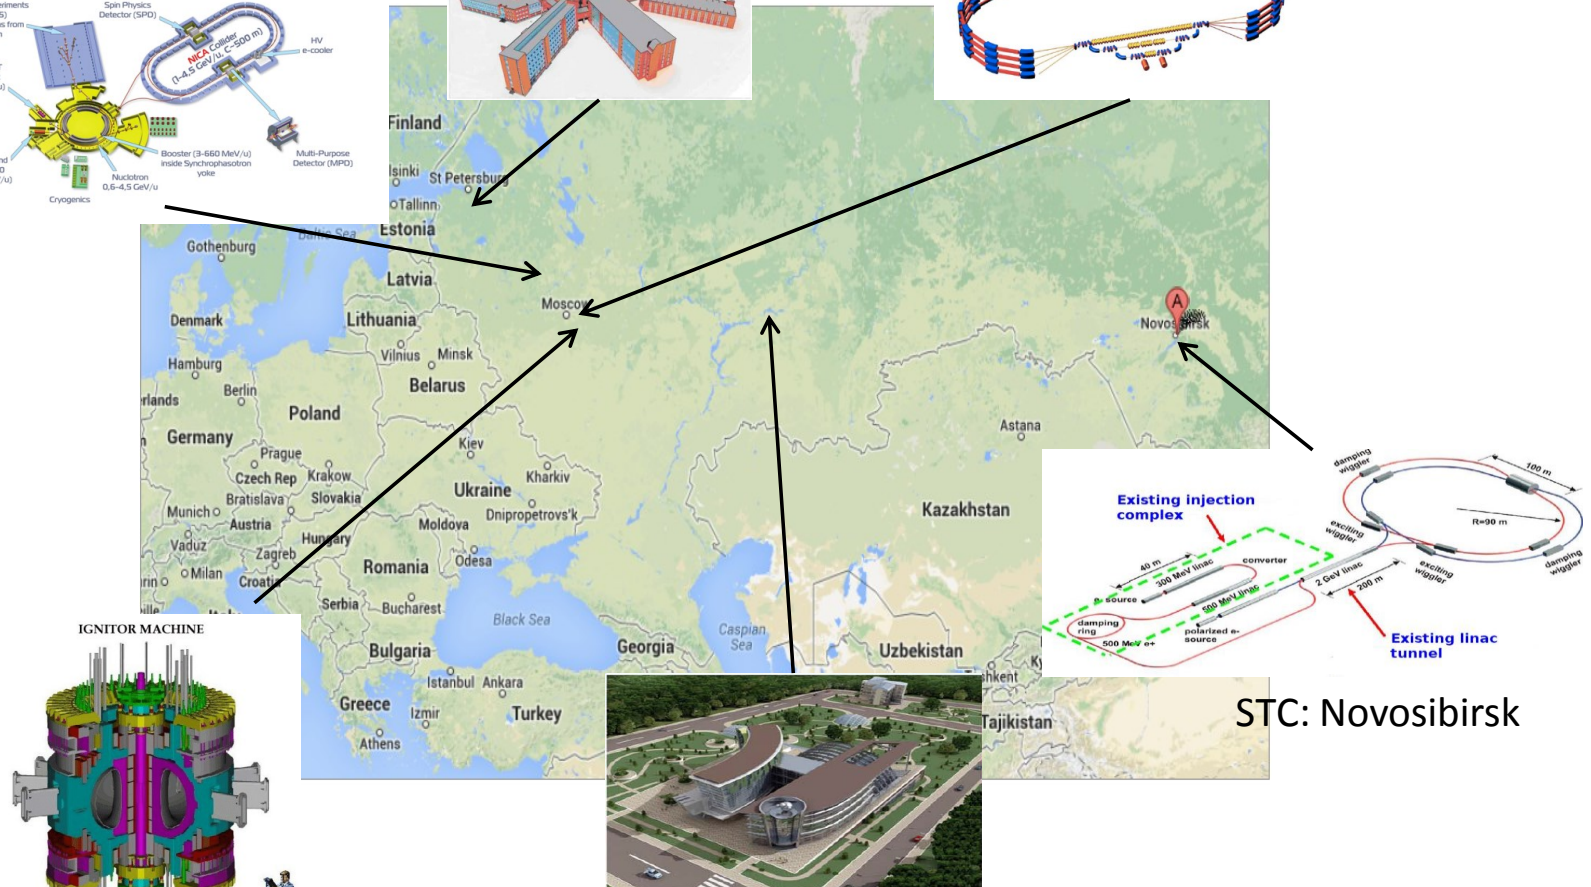 Spin Physics
Detector (SPD)
HV
e-cooler
NICA Collider
(1-4,5 GeV/u, C~500 m)
Booster (3-660 MeV/u)
inside Synchrophasotron
yoke
Multi-Purpose
Detector (MPD)
Nuclotron
0,6-4,5 GeV/u
Cryogenics
Finland
St Petersburg
Tallinn
Estonia
Baltic Sea
Gothenburg
Latvia
Moscow
Denmark
Lithuania
Novosibirsk
A
Vilnius
Minsk
Hamburg
Berlin
Belarus
Poland
Germany
Astana
Kiev
Prague
Czech Rep
Krakow
Kharkiv
Bratislava
Slovakia
Ukraine
Munich
Austria
Moldova
Dnipropetrovs'k
Kazakhstan
Vaduz
Zagreb
Hungary
Milan
Croatia
Romania
Odesa
Serbia
Bucharest
Black Sea
Caspian
Sea
Bulgaria
Georgia
Uzbekistan
Istanbul
Ankara
Greece
Izmir
Turkey
Athens
Tajikistan
damping
wiggler
100 m
Existing injection
complex
R=90 m
exciting
wiggler
40 m
300 MeV linac
converter
2 GeV linac
exciting
wiggler
damping
wiggler
200 m
e- source
500 MeV linac
damping
ring
polarized e-
source
500 MeV e+
Existing linac
tunnel
STC: Novosibirsk
IGNITOR MACHINE